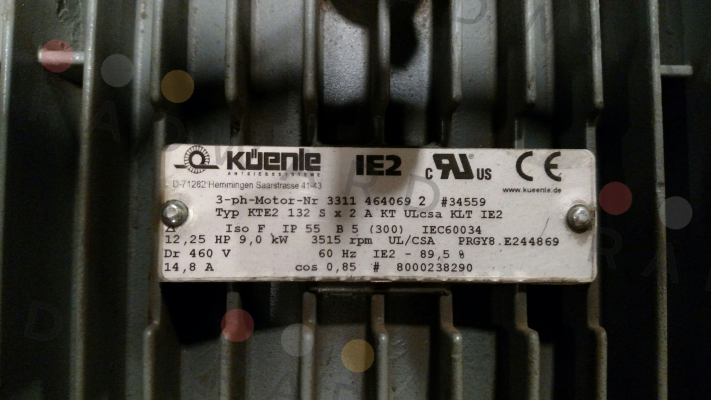 KÜENLE IE2 c RU US CE
ANTRIEBSSYSTEME
D-71282 Hemmingen Saarstrasse 41-43 www.kueenle.de
3-ph-Motor-Nr 3311 464069 2 #34559
Typ KTE2 132 S x 2 A KT ULcsa KLT IE2
Δ Iso F IP 55 B 5 (300) IEC60034
12,25 HP 9,0 kW 3515 rpm UL/CSA PRGY8.E244869
Dr 460 V 60 Hz IE2 - 89,5 %
14,8 A cos 0,85 # 8000238290